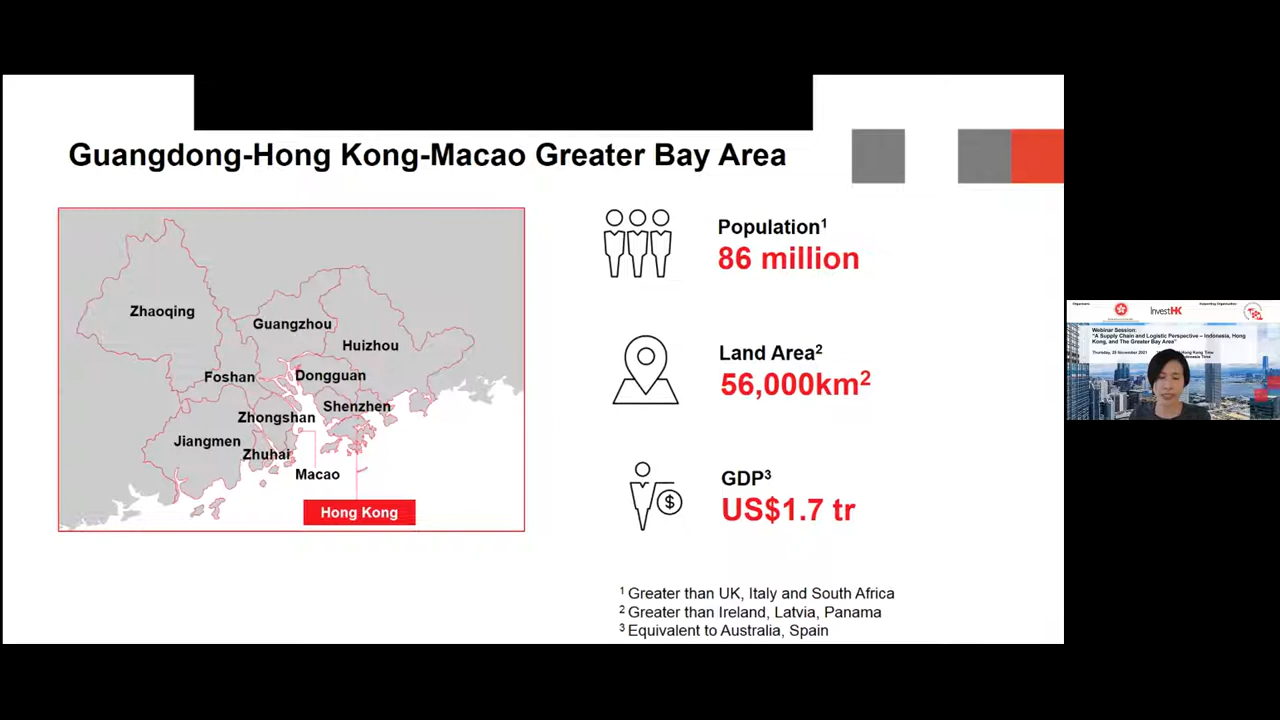 Guangdong-Hong Kong-Macao Greater Bay Area
Zhaoqing
Guangzhou
Huizhou
Foshan
Dongguan
Shenzhen
Zhongshan
Jiangmen
Zhuhai
Macao
Hong Kong
Population¹
86 million
Land Area²
56,000km²
GDP³
US$1.7 tr
¹ Greater than UK, Italy and South Africa
² Greater than Ireland, Latvia, Panama
³ Equivalent to Australia, Spain
InvestHK
Webinar Session:
"A Supply Chain and Logistic Perspective – Indonesia, Hong
Kong, and The Greater Bay Area"
Hong Kong Time